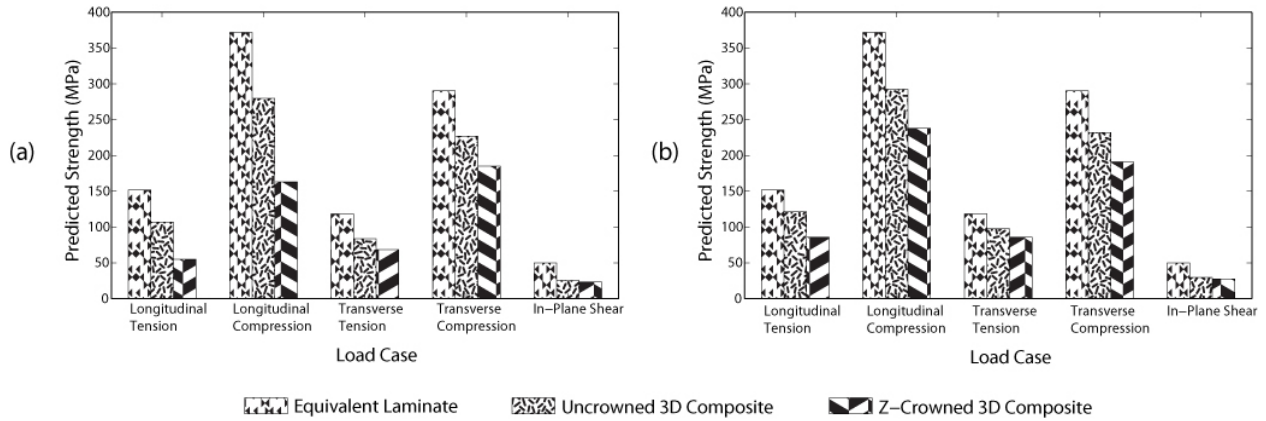 (a)
Predicted Strength (MPa)
400
350
300
250
200
150
100
50
0
Longitudinal
Tension
Longitudinal
Compression
Transverse
Tension
Transverse
Compression
In-Plane Shear
Load Case
(b)
Predicted Strength (MPa)
400
350
300
250
200
150
100
50
0
Longitudinal
Tension
Longitudinal
Compression
Transverse
Tension
Transverse
Compression
In-Plane Shear
Load Case
Equivalent Laminate
Uncrowned 3D Composite
Z-Crowned 3D Composite